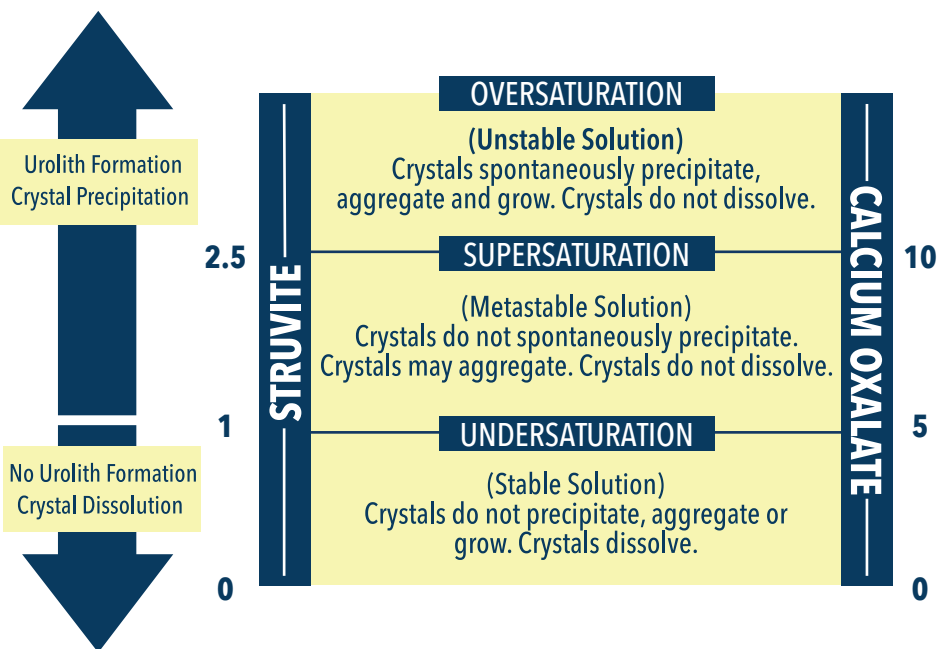 Urolith Formation
Crystal Precipitation
No Urolith Formation
Crystal Dissolution
2.5
1
0
STRUVITE
OVERSATURATION
(Unstable Solution)
Crystals spontaneously precipitate,
aggregate and grow. Crystals do not dissolve.
SUPERSATURATION
(Metastable Solution)
Crystals do not spontaneously precipitate.
Crystals may aggregate. Crystals do not dissolve.
UNDERSATURATION
(Stable Solution)
Crystals do not precipitate, aggregate or
grow. Crystals dissolve.
CALCIUM OXALATE
10
5
0